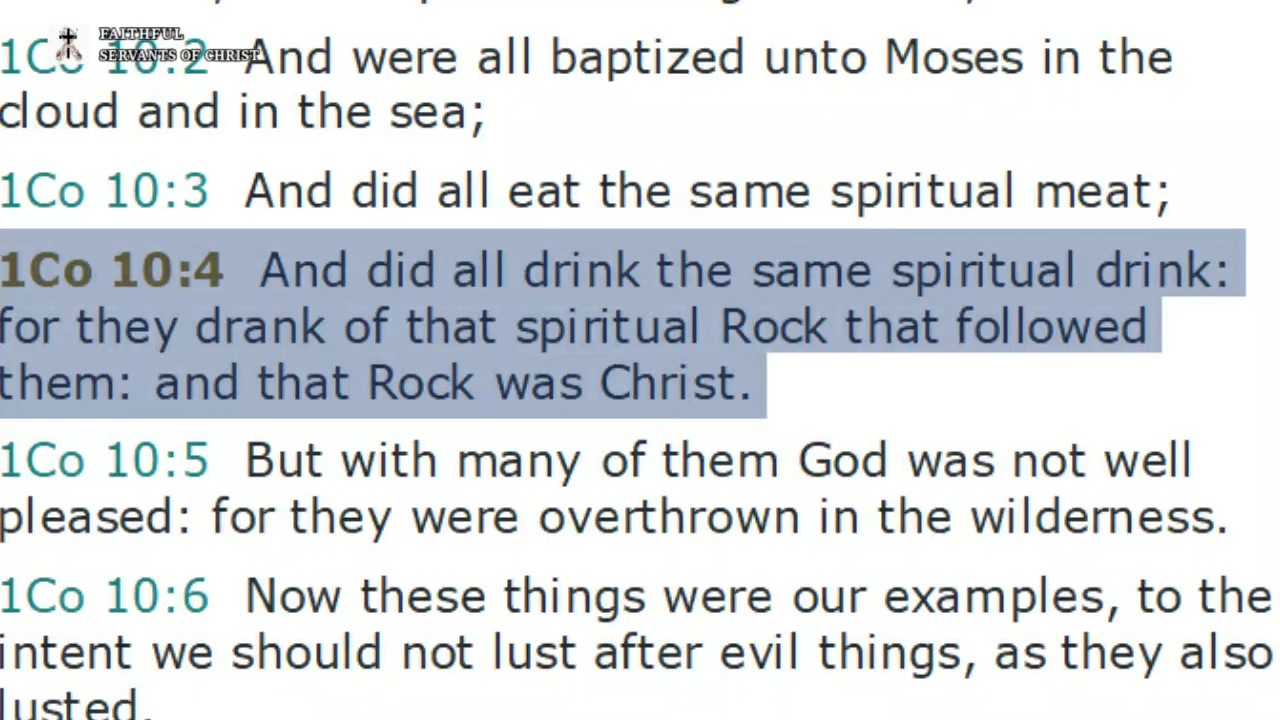 FAITHFUL
SERVANTS OF CHRIST
1Co 10:2 And were all baptized unto Moses in the
cloud and in the sea;
1Co 10:3 And did all eat the same spiritual meat;
1Co 10:4 And did all drink the same spiritual drink:
for they drank of that spiritual Rock that followed
them: and that Rock was Christ.
1Co 10:5 But with many of them God was not well
pleased: for they were overthrown in the wilderness.
1Co 10:6 Now these things were our examples, to the
intent we should not lust after evil things, as they also
lusted.